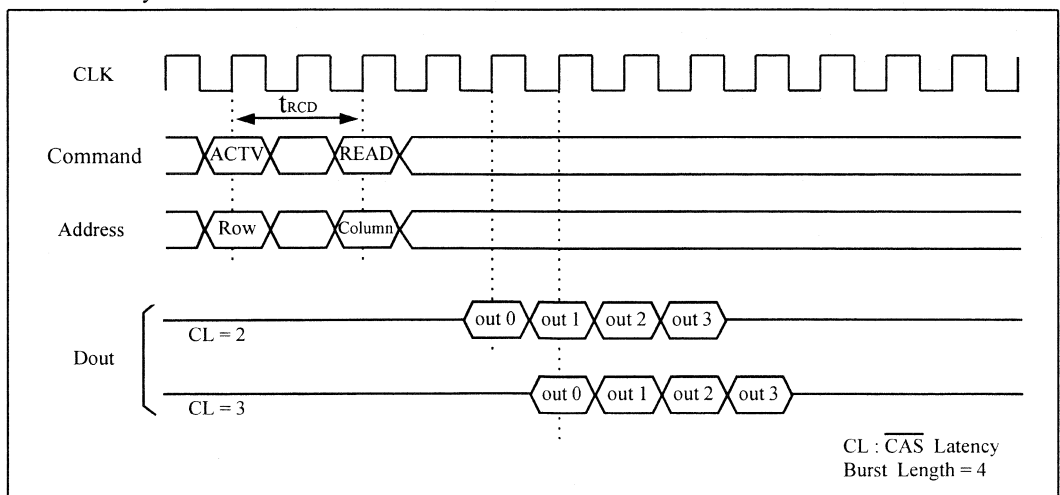 CLK
tRCD
Command
ACTV
READ
Address
Row
Column
out 0
out 1
out 2
out 3
CL = 2
Dout
out 0
out 1
out 2
out 3
CL = 3
CL : CAS Latency
Burst Length = 4